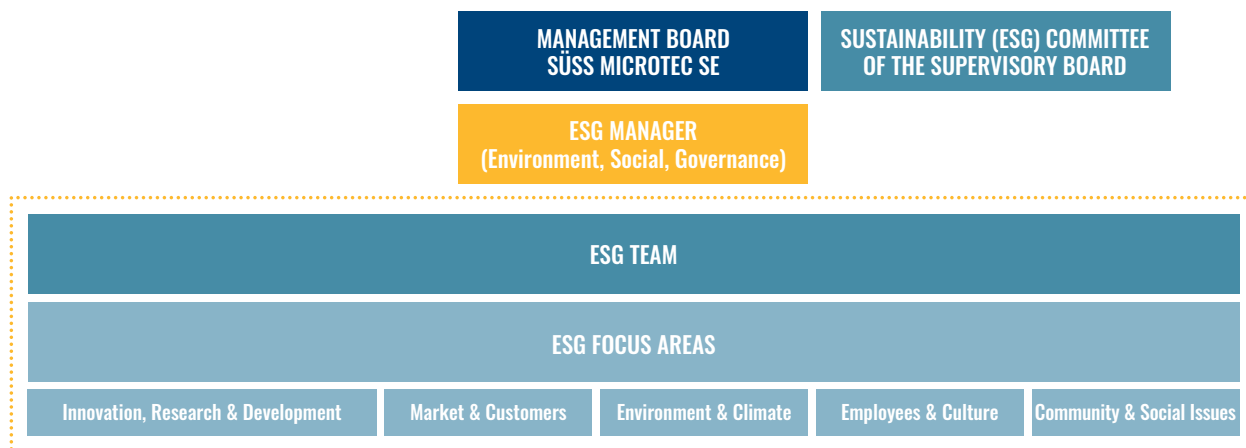 MANAGEMENT BOARD
SÜSS MICROTEC SE
SUSTAINABILITY (ESG) COMMITTEE
OF THE SUPERVISORY BOARD
ESG MANAGER
(Environment, Social, Governance)
ESG TEAM
ESG FOCUS AREAS
Innovation, Research & Development
Market & Customers
Environment & Climate
Employees & Culture
Community & Social Issues